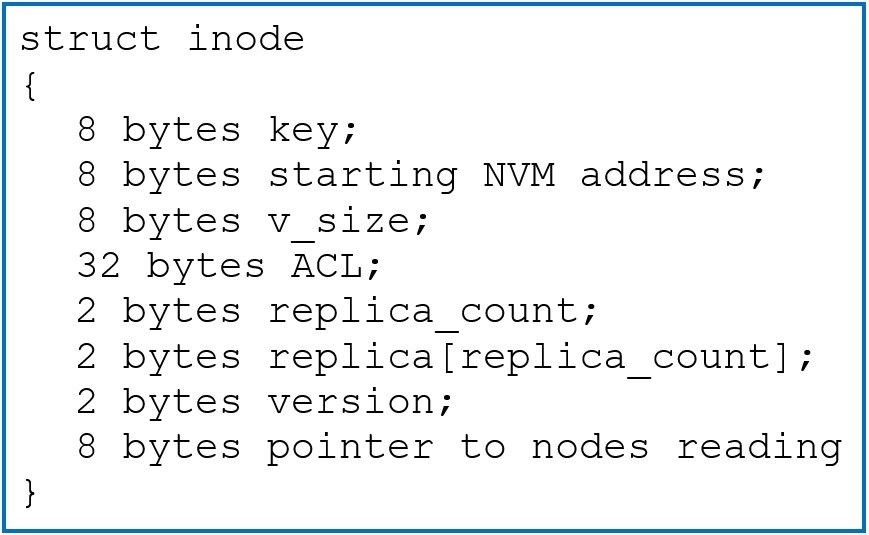 struct inode
{
8 bytes key;
8 bytes starting NVM address;
8 bytes v_size;
32 bytes ACL;
2 bytes replica_count;
2 bytes replica[replica_count];
2 bytes version;
8 bytes pointer to nodes reading
}